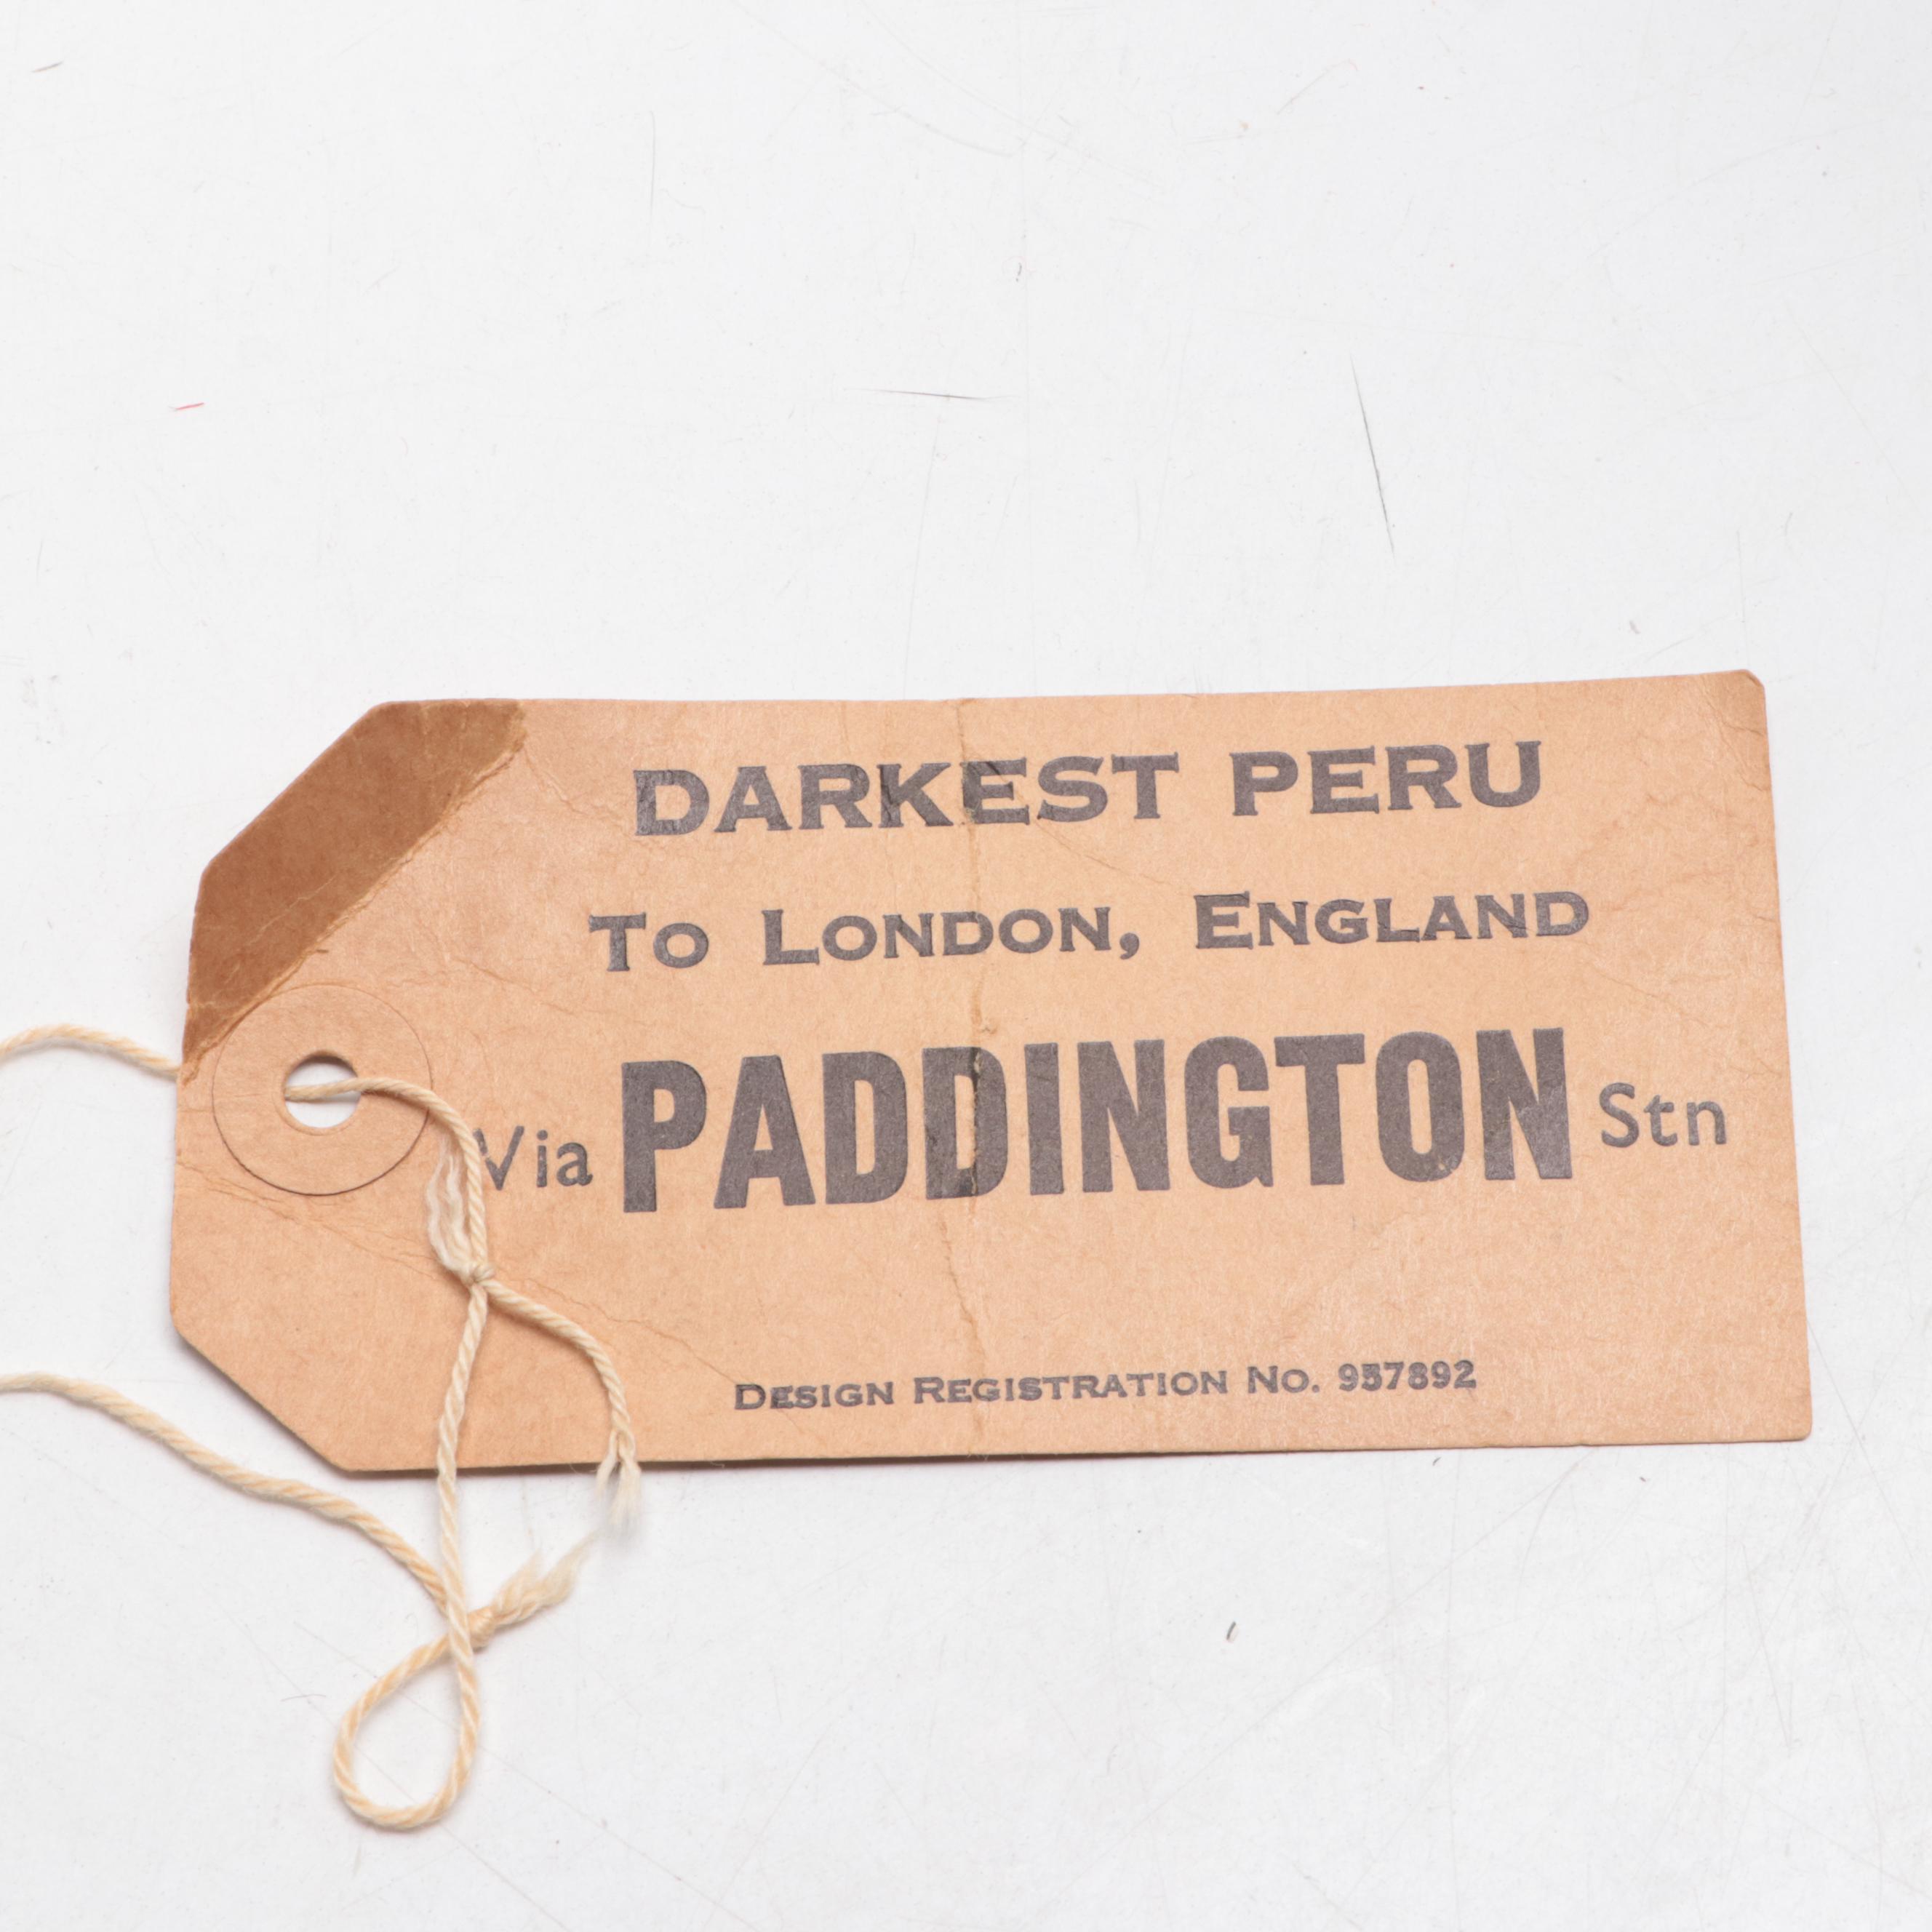 DARKEST PERU
To London, England
Via PADDINGTON Stn
Design Registration No. 957892